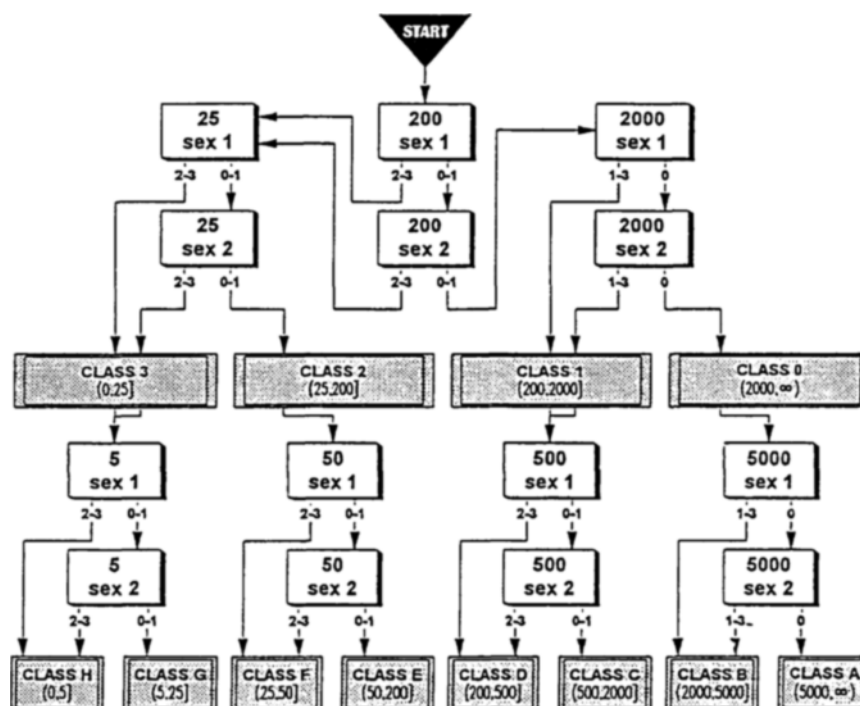 START
25
sex 1
200
sex 1
2000
sex 1
2-3 0-1
2-3 0-1
1-3 0
25
sex 2
200
sex 2
2000
sex 2
2-3 0-1
2-3 0-1
1-3 0
CLASS 3
(0,25]
CLASS 2
(25,200]
CLASS 1
(200,2000]
CLASS 0
(2000,∞)
5
sex 1
50
sex 1
500
sex 1
5000
sex 1
2-3 0-1
2-3 0-1
2-3 0-1
1-3 0
5
sex 2
50
sex 2
500
sex 2
5000
sex 2
2-3 0-1
2-3 0-1
2-3 0-1
1-3 0
CLASS H
(0,5]
CLASS G
(5,25]
CLASS F
(25,50]
CLASS E
(50,200]
CLASS D
(200,500]
CLASS C
(500,2000]
CLASS B
(2000,5000]
CLASS A
(5000,∞)